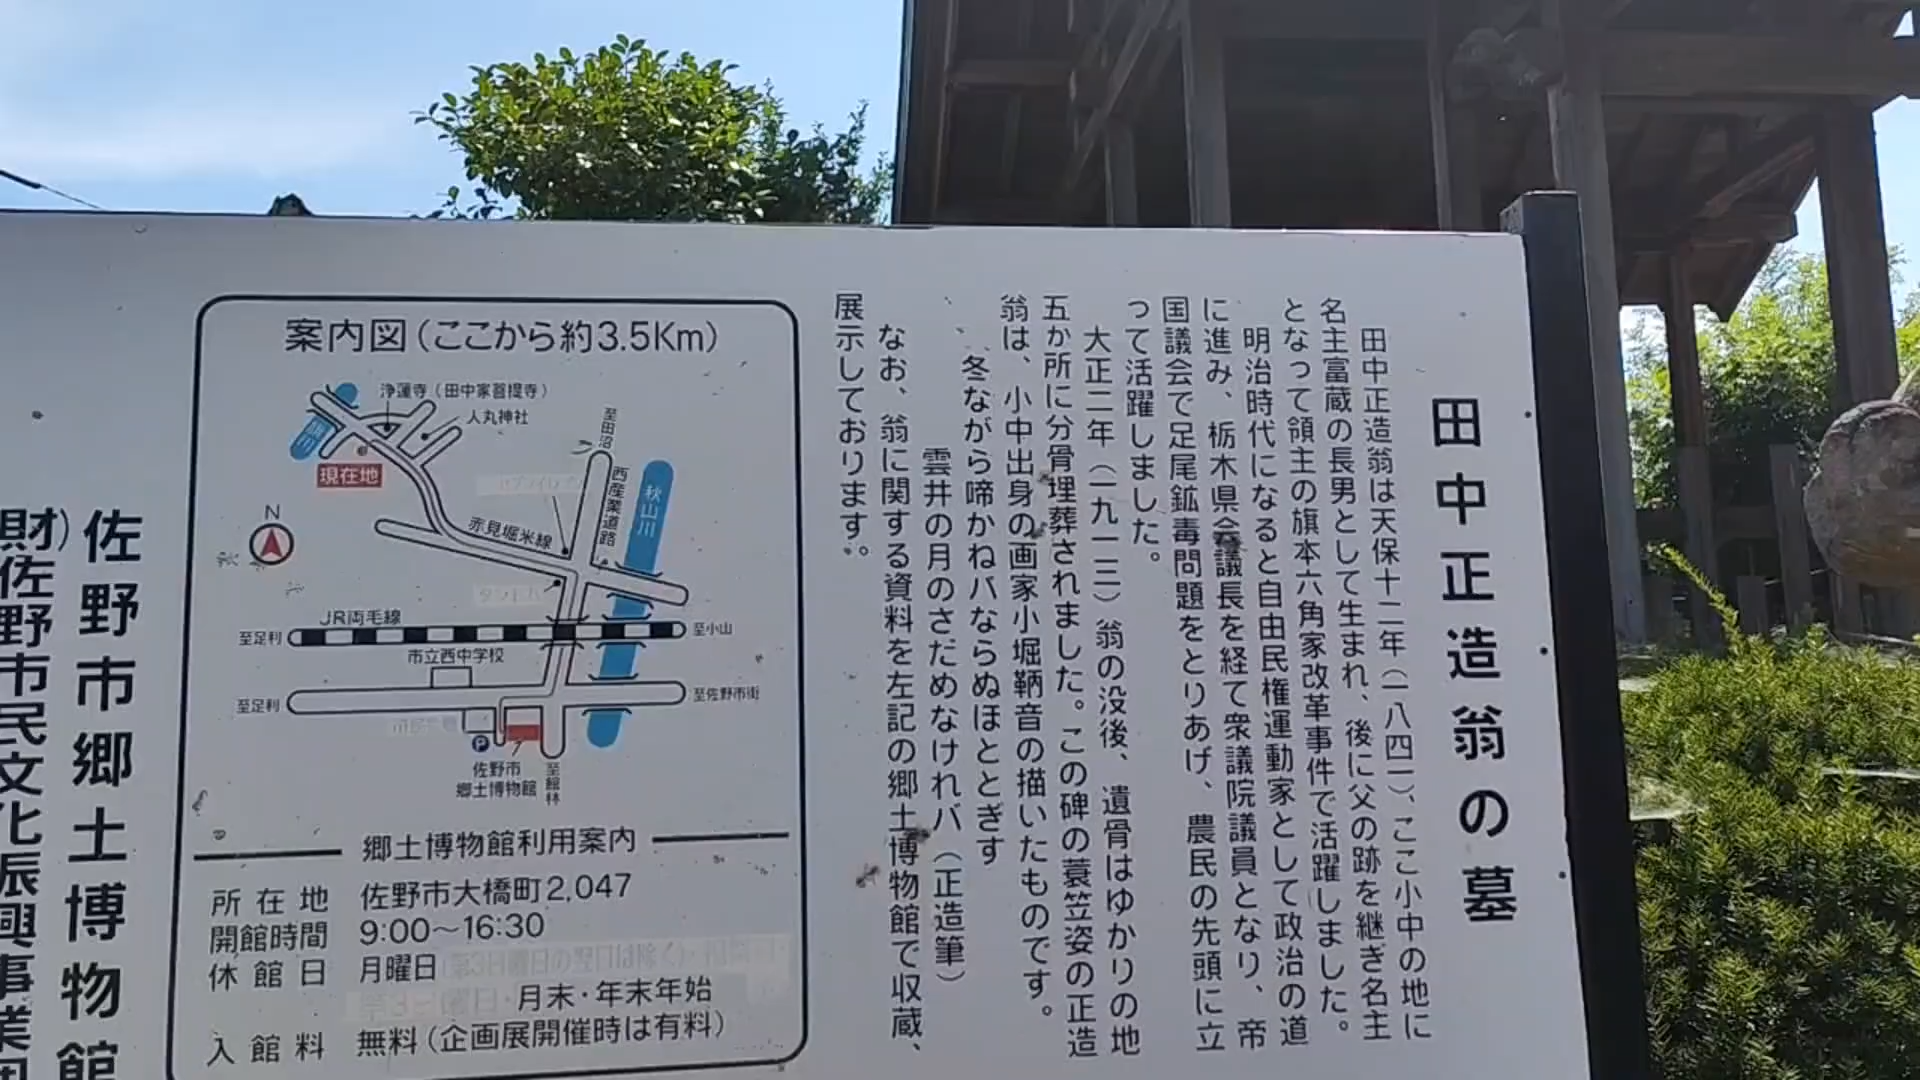 田中正造翁の墓
田中正造翁は天保十二年(一八四一)、ここ小中の地に
名主富蔵の長男として生まれ、後に父の跡を継ぎ名主
となって領主の旗本六角家改革事件で活躍しました。
明治時代になると自由民権運動家として政治の道
に進み、栃木県会議長を経て衆議院議員となり、帝
国議会で足尾鉱毒問題をとりあげ、農民の先頭に立
って活躍しました。
大正二年(一九一三)翁の没後、遺骨はゆかりの地
五か所に分骨埋葬されました。この碑の蓑笠姿の正造
翁は、小中出身の画家小堀鞆音の描いたものです。
冬ながら啼かねバならぬほととぎす
雲井の月のさだめなけれバ(正造筆)
なお、翁に関する資料を左記の郷土博物館で収蔵、
展示しております。
案内図(ここから約3.5Km)
浄蓮寺(田中家菩提寺)
人丸神社
旗川
現在地
至田沼
西産業道路
秋山川
N
赤見堀米線
JR両毛線
至足利
至小山
市立西中学校
至足利
至佐野市街
P
佐野市
郷土博物館
至館林
郷土博物館利用案内
所在地 佐野市大橋町2,047
開館時間 9:00~16:30
休館日 月曜日
月末・年末年始
入館料 無料(企画展開催時は有料)
佐野市郷土博物館
財)佐野市民文化振興事業団